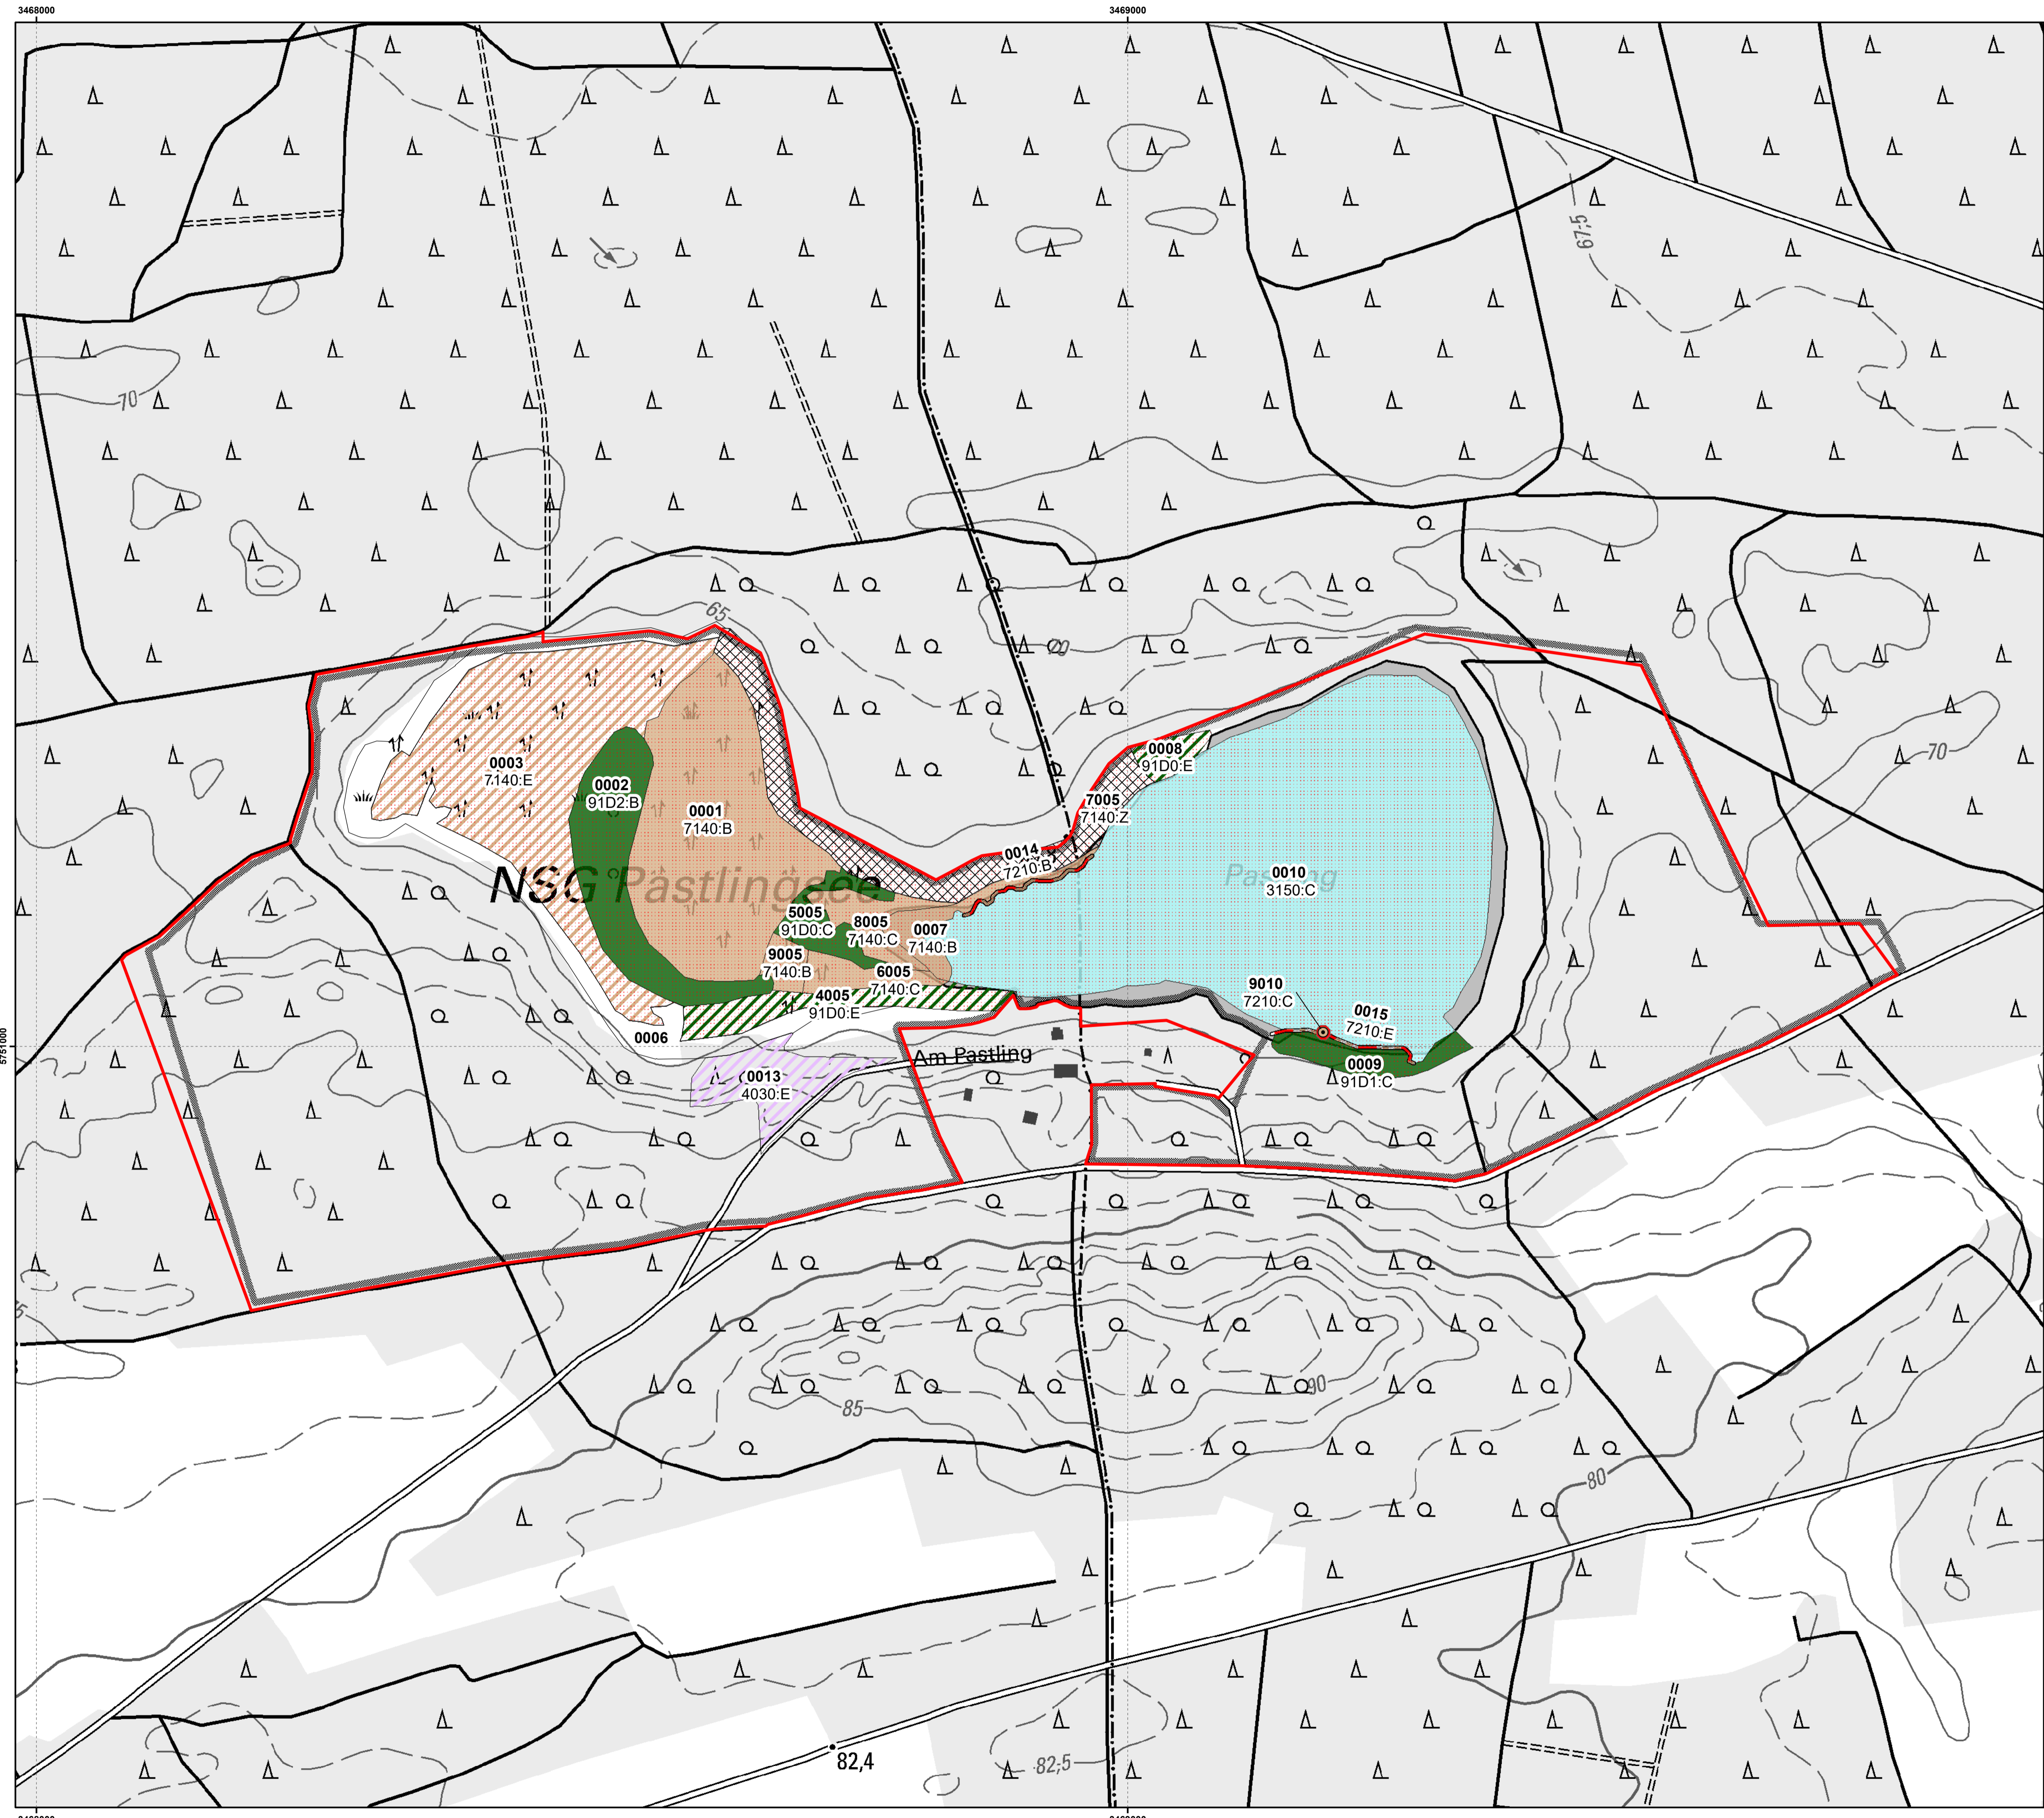 3468000
3469000
67,5
70
65
70
0008
91D0:E
0003
7140:E
0002
91D2:B
70
7005
7140:Z
0001
7140:B
0014
7210:B
NSG Pastlingsee
Pastling
0010
3150:C
5005
91D0:C
8005
7140:C
0007
7140:B
9005
7140:B
6005
7140:C
9010
7210:C
4005
91D0:E
0015
7210:E
0006
5751000
Am Pastling
0009
91D1:C
0013
4030:E
90
85
80
82,4
82,5